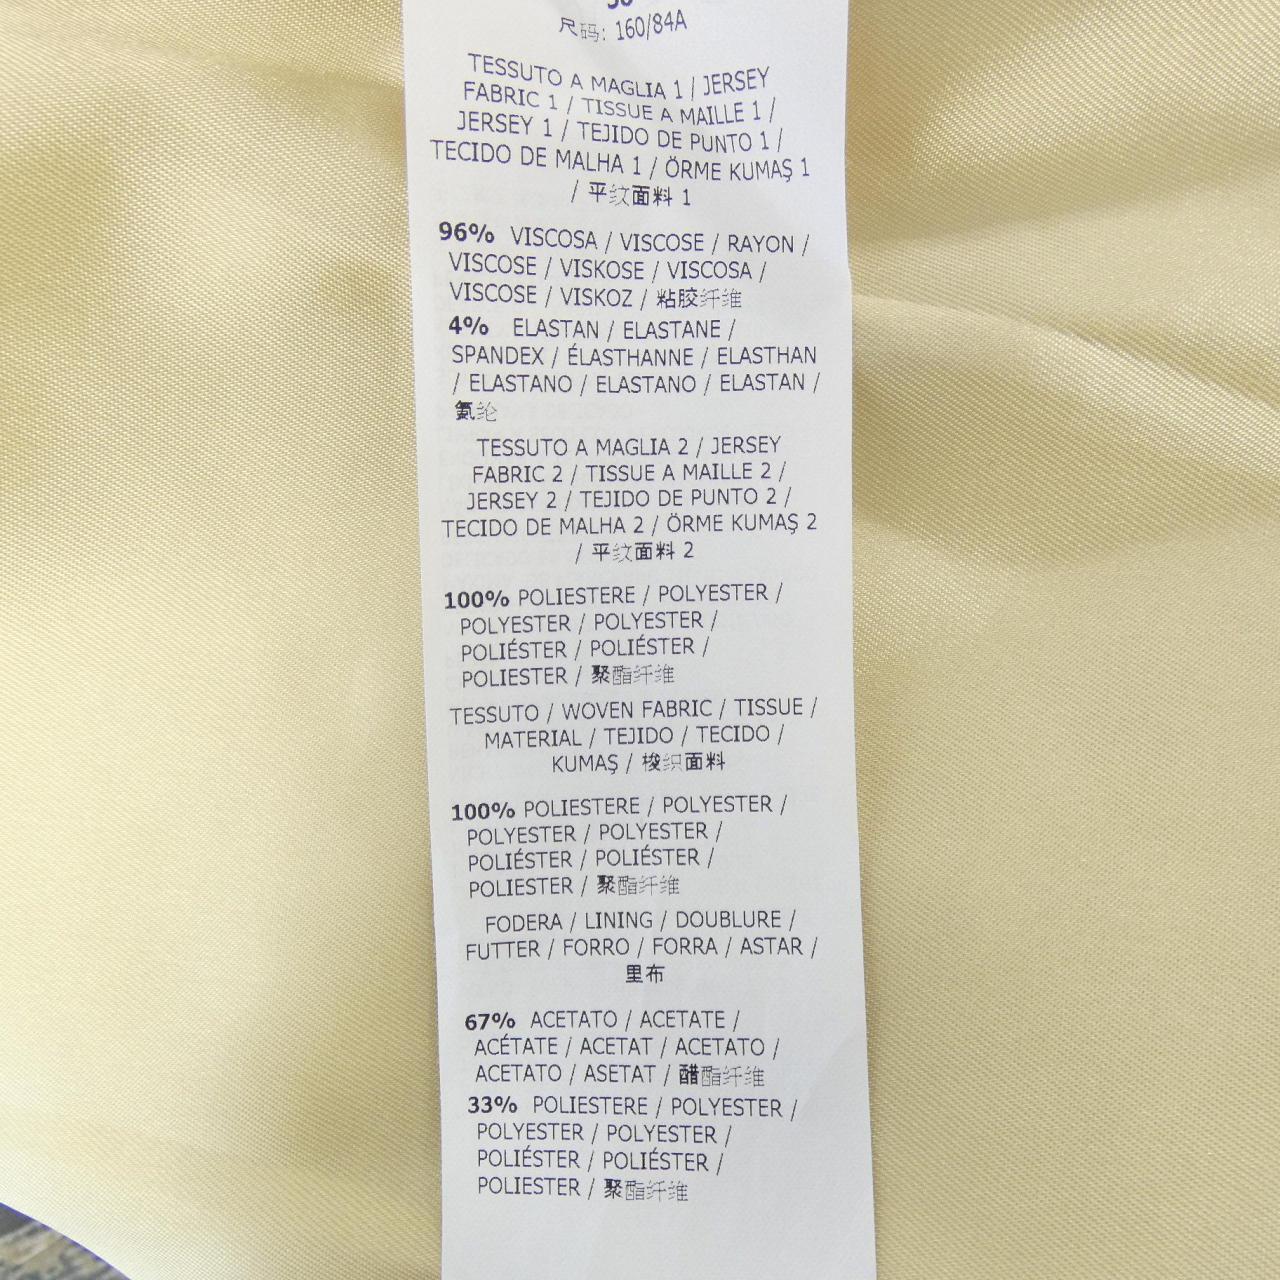 尺码: 160/84A
TESSUTO A MAGLIA 1 / JERSEY
FABRIC 1 / TISSUE A MAILLE 1 /
JERSEY 1 / TEJIDO DE PUNTO 1 /
TECIDO DE MALHA 1 / ÖRME KUMAŞ 1
/ 平纹面料 1
96% VISCOSA / VISCOSE / RAYON /
VISCOSE / VISKOSE / VISCOSA /
VISCOSE / VISKOZ / 粘胶纤维
4% ELASTAN / ELASTANE /
SPANDEX / ÉLASTHANNE / ELASTHAN
/ ELASTANO / ELASTANO / ELASTAN /
氨纶
TESSUTO A MAGLIA 2 / JERSEY
FABRIC 2 / TISSUE A MAILLE 2 /
JERSEY 2 / TEJIDO DE PUNTO 2 /
TECIDO DE MALHA 2 / ÖRME KUMAŞ 2
/ 平纹面料 2
100% POLIESTERE / POLYESTER /
POLYESTER / POLYESTER /
POLIÉSTER / POLIÉSTER /
POLIESTER / 聚酯纤维
TESSUTO / WOVEN FABRIC / TISSUE /
MATERIAL / TEJIDO / TECIDO /
KUMAŞ / 梭织面料
100% POLIESTERE / POLYESTER /
POLYESTER / POLYESTER /
POLIÉSTER / POLIÉSTER /
POLIESTER / 聚酯纤维
FODERA / LINING / DOUBLURE /
FUTTER / FORRO / FORRA / ASTAR /
里布
67% ACETATO / ACETATE /
ACÉTATE / ACETAT / ACETATO /
ACETATO / ASETAT / 醋酯纤维
33% POLIESTERE / POLYESTER /
POLYESTER / POLYESTER /
POLIÉSTER / POLIÉSTER /
POLIESTER / 聚酯纤维